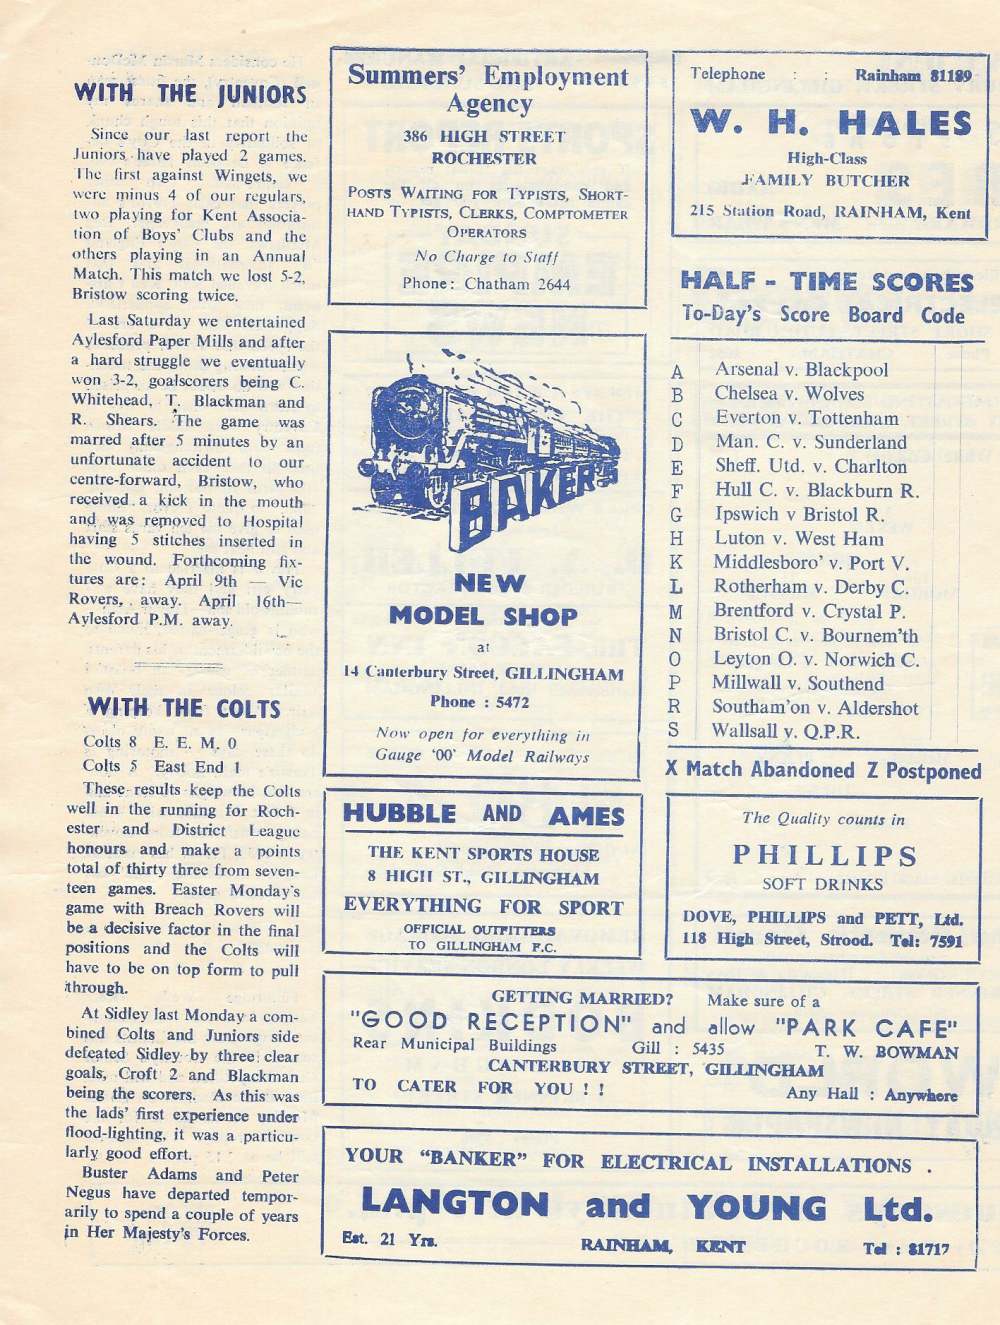 WITH THE JUNIORS
Since our last report the
Juniors have played 2 games.
The first against Wingets, we
were minus 4 of our regulars,
two playing for Kent Associa-
tion of Boys' Clubs and the
others playing in an Annual
Match. This match we lost 5-2,
Bristow scoring twice.
Last Saturday we entertained
Aylesford Paper Mills and after
a hard struggle we eventually
won 3-2, goalscorers being C.
Whitehead, T. Blackman and
R. Shears. The game was
marred after 5 minutes by an
unfortunate accident to our
centre-forward, Bristow, who
received a kick in the mouth
and was removed to Hospital
having 5 stitches inserted in
the wound. Forthcoming fix-
tures are: April 9th — Vic
Rovers, away. April 16th—
Aylesford P.M. away.
WITH THE COLTS
Colts 8 E. E. M. 0
Colts 5 East End 1
These results keep the Colts
well in the running for Roch-
ester and District League
honours and make a points
total of thirty three from seven-
teen games. Easter Monday's
game with Breach Rovers will
be a decisive factor in the final
positions and the Colts will
have to be on top form to pull
through.
At Sidley last Monday a com-
bined Colts and Juniors side
defeated Sidley by three clear
goals, Croft 2 and Blackman
being the scorers. As this was
the lads' first experience under
flood-lighting, it was a particu-
larly good effort.
Buster Adams and Peter
Negus have departed tempor-
arily to spend a couple of years
in Her Majesty's Forces.
Summers' Employment
Agency
386 HIGH STREET
ROCHESTER
POSTS WAITING FOR TYPISTS, SHORT-
HAND TYPISTS, CLERKS, COMPTOMETER
OPERATORS
No Charge to Staff
Phone: Chatham 2644
BAKER'S
NEW
MODEL SHOP
at
14 Canterbury Street, GILLINGHAM
Phone : 5472
Now open for everything in
Gauge '00' Model Railways
HUBBLE AND AMES
THE KENT SPORTS HOUSE
8 HIGH ST., GILLINGHAM
EVERYTHING FOR SPORT
OFFICIAL OUTFITTERS
TO GILLINGHAM F.C.
Telephone : : Rainham 81189
W. H. HALES
High-Class
FAMILY BUTCHER
215 Station Road, RAINHAM, Kent
HALF - TIME SCORES
To-Day's Score Board Code
A Arsenal v. Blackpool
B Chelsea v. Wolves
C Everton v. Tottenham
D Man. C. v. Sunderland
E Sheff. Utd. v. Charlton
F Hull C. v. Blackburn R.
G Ipswich v Bristol R.
H Luton v. West Ham
K Middlesboro' v. Port V.
L Rotherham v. Derby C.
M Brentford v. Crystal P.
N Bristol C. v. Bournem'th
O Leyton O. v. Norwich C.
P Millwall v. Southend
R Southam'on v. Aldershot
S Wallsall v. Q.P.R.
X Match Abandoned Z Postponed
The Quality counts in
PHILLIPS
SOFT DRINKS
DOVE, PHILLIPS and PETT, Ltd.
118 High Street, Strood. Tel: 7591
GETTING MARRIED? Make sure of a
"GOOD RECEPTION" and allow "PARK CAFE"
Rear Municipal Buildings Gill : 5435 T. W. BOWMAN
CANTERBURY STREET, GILLINGHAM
TO CATER FOR YOU ! ! Any Hall : Anywhere
YOUR "BANKER" FOR ELECTRICAL INSTALLATIONS .
LANGTON and YOUNG Ltd.
Est. 21 Yrs. RAINHAM, KENT Tel : 81717